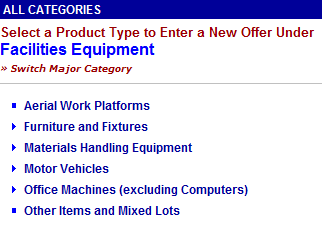 ALL CATEGORIES
Select a Product Type to Enter a New Offer Under
Facilities Equipment
» Switch Major Category
Aerial Work Platforms
Furniture and Fixtures
Materials Handling Equipment
Motor Vehicles
Office Machines (excluding Computers)
Other Items and Mixed Lots